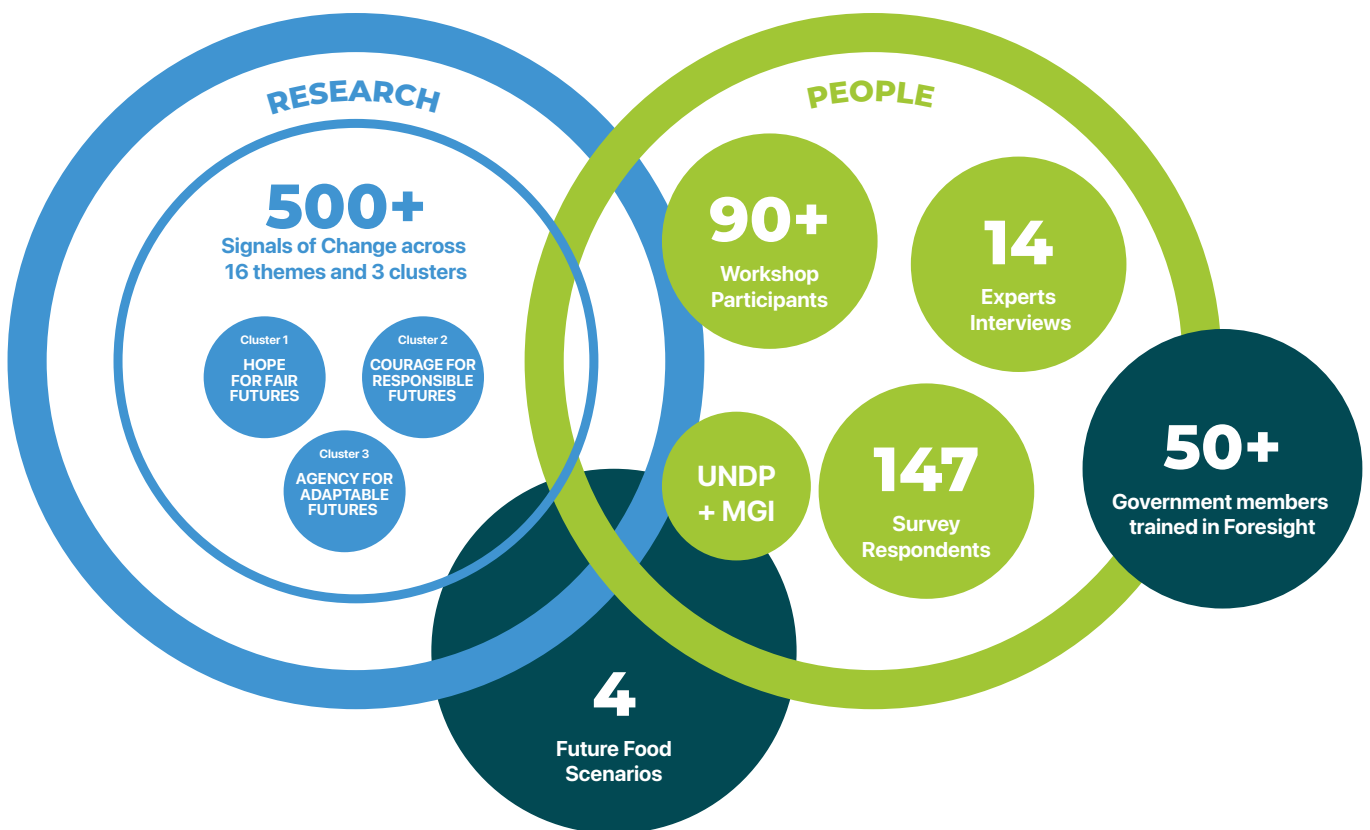 RESEARCH
500+
Signals of Change across
16 themes and 3 clusters
Cluster 1
HOPE
FOR FAIR
FUTURES
Cluster 2
COURAGE FOR
RESPONSIBLE
FUTURES
Cluster 3
AGENCY FOR
ADAPTABLE
FUTURES
PEOPLE
90+
Workshop
Participants
14
Experts
Interviews
UNDP
+ MGI
147
Survey
Respondents
50+
Government members
trained in Foresight
4
Future Food
Scenarios